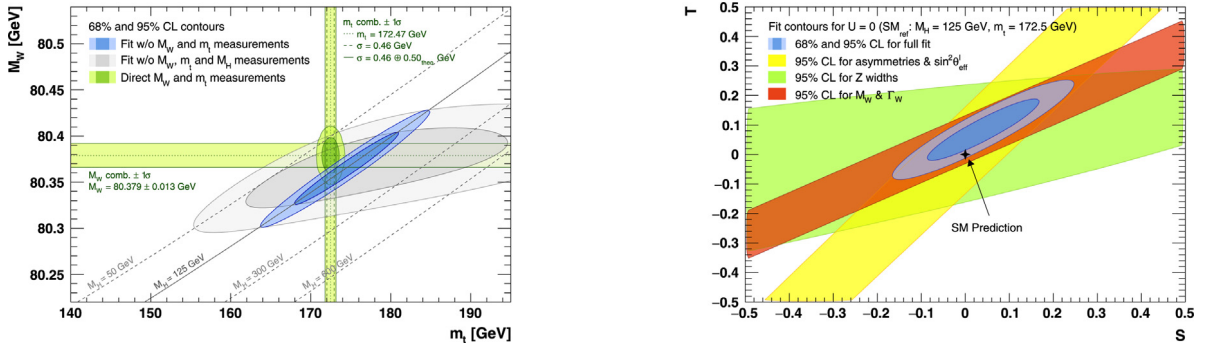 M_W [GeV]
80.5
80.45
80.4
80.35
80.3
80.25
68% and 95% CL contours
Fit w/o M_W and m_t measurements
Fit w/o M_W, m_t and M_H measurements
Direct M_W and m_t measurements
m_t comb. ± 1σ
m_t = 172.47 GeV
σ = 0.46 GeV
σ = 0.46 ⊕ 0.50_theo. GeV
M_W comb. ± 1σ
M_W = 80.379 ± 0.013 GeV
M_H = 50 GeV
M_H = 125 GeV
M_H = 300 GeV
M_H = 600 GeV
140 150 160 170 180 190
m_t [GeV]
T
0.5
0.4
0.3
0.2
0.1
0
−0.1
−0.2
−0.3
−0.4
−0.5
Fit contours for U = 0 (SM_ref: M_H = 125 GeV, m_t = 172.5 GeV)
68% and 95% CL for full fit
95% CL for asymmetries & sin²θ^l_eff
95% CL for Z widths
95% CL for M_W & Γ_W
SM Prediction
−0.5 −0.4 −0.3 −0.2 −0.1 0 0.1 0.2 0.3 0.4 0.5
S